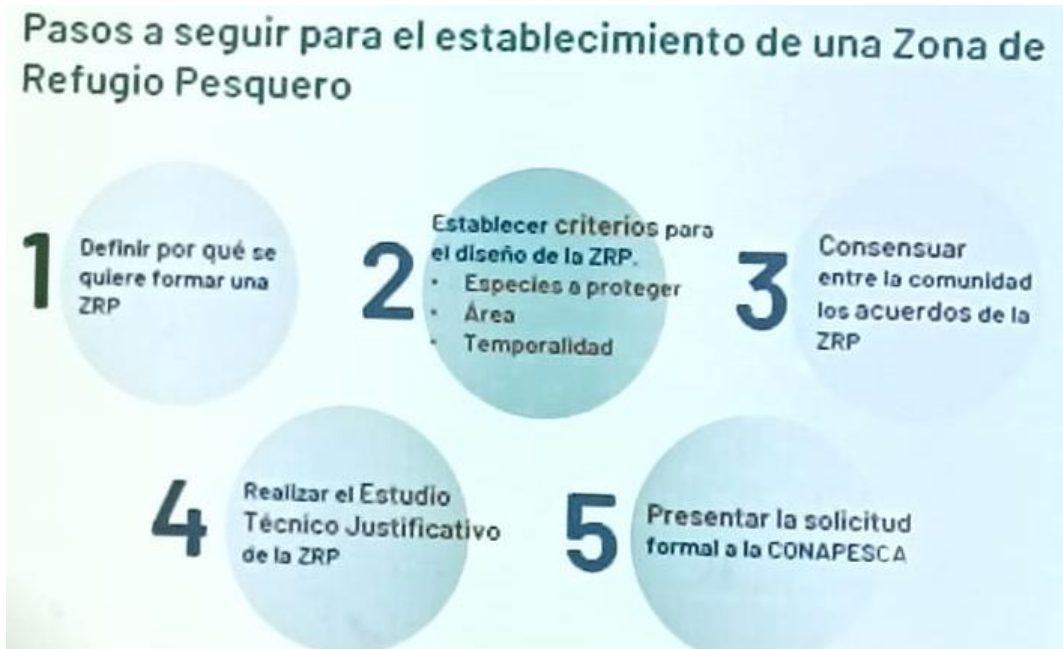 Pasos a seguir para el establecimiento de una Zona de
Refugio Pesquero
1
Definir por qué se
quiere formar una
ZRP
2
Establecer criterios para
el diseño de la ZRP.
• Especies a proteger
• Área
• Temporalidad
3
Consensuar
entre la comunidad
los acuerdos de la
ZRP
4
Realizar el Estudio
Técnico Justificativo
de la ZRP
5
Presentar la solicitud
formal a la CONAPESCA